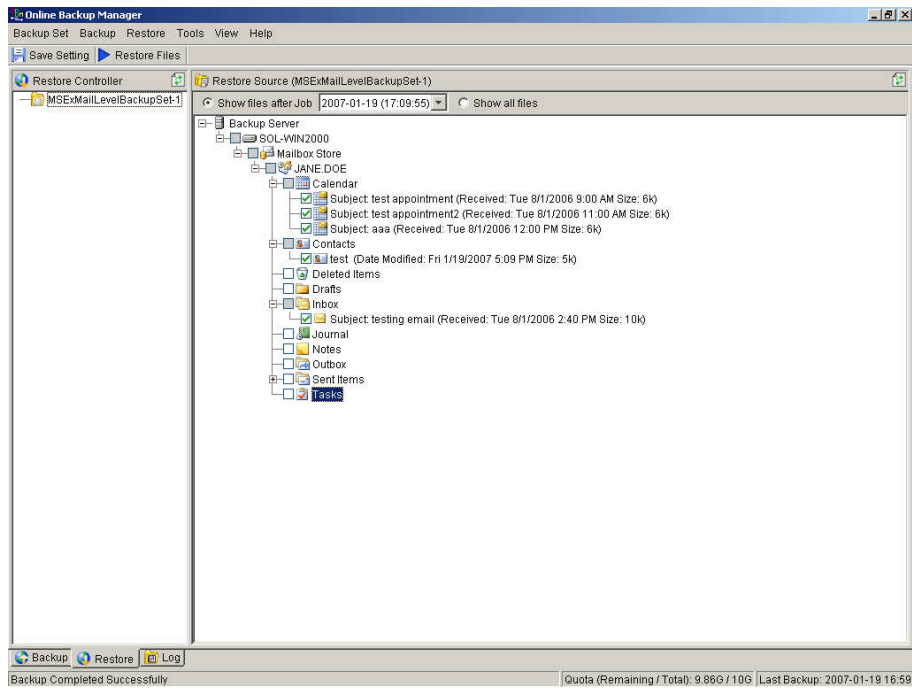 Online Backup Manager
Backup Set Backup Restore Tools View Help
Save Setting Restore Files
Restore Controller
MSExMailLevelBackupSet-1
Restore Source (MSExMailLevelBackupSet-1)
Show files after Job 2007-01-19 (17:09:55) Show all files
Backup Server
SOL-WIN2000
Mailbox Store
JANE.DOE
Calendar
Subject: test appointment (Received: Tue 8/1/2006 9:00 AM Size: 6k)
Subject: test appointment2 (Received: Tue 8/1/2006 11:00 AM Size: 6k)
Subject: aaa (Received: Tue 8/1/2006 12:00 PM Size: 6k)
Contacts
test (Date Modified: Fri 1/19/2007 5:09 PM Size: 5k)
Deleted Items
Drafts
Inbox
Subject: testing email (Received: Tue 8/1/2006 2:40 PM Size: 10k)
Journal
Notes
Outbox
Sent Items
Tasks
Backup Restore Log
Backup Completed Successfully
Quota (Remaining / Total): 9.86G / 10G Last Backup: 2007-01-19 16:59